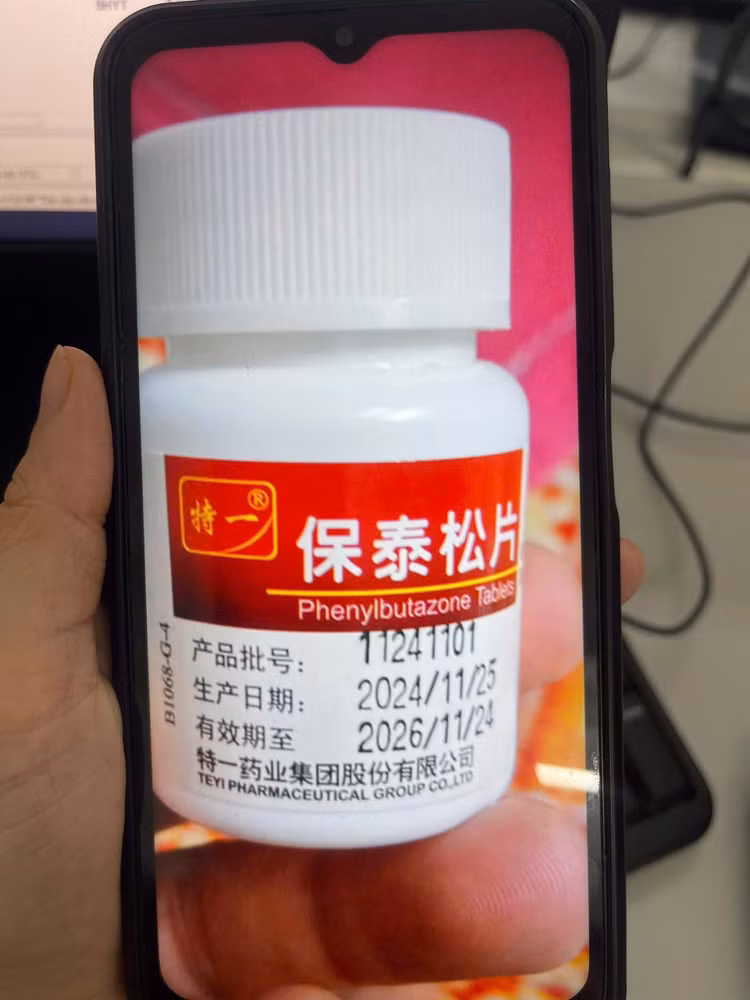 BHYT
特一®
保泰松片
Phenylbutazone Tablets
B1068-G-4
产品批号： 11241101
生产日期： 2024/11/25
有效期至 2026/11/24
特一药业集团股份有限公司
TEYI PHARMACEUTICAL GROUP CO.,LTD